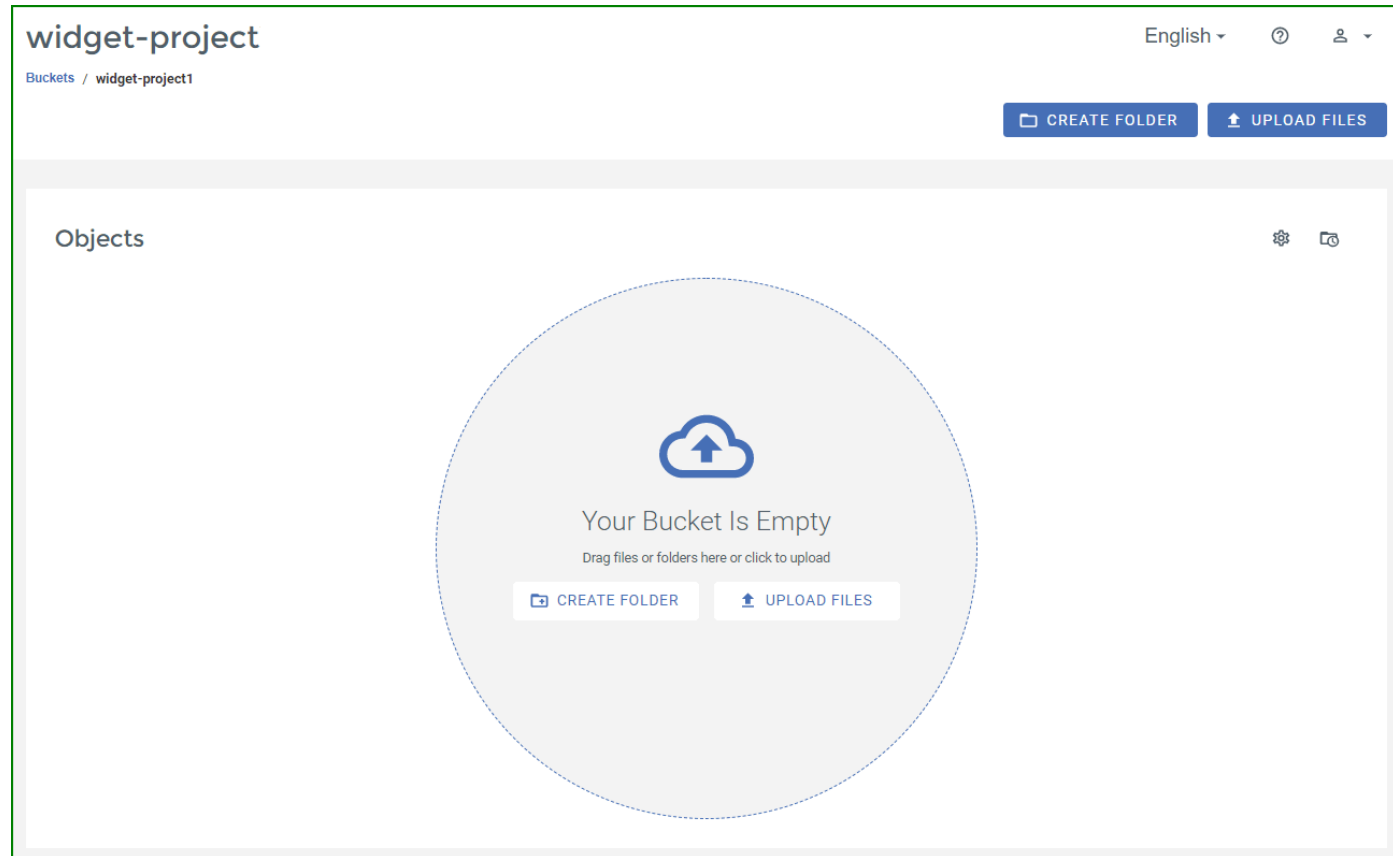 widget-project
English
Buckets / widget-project1
CREATE FOLDER
UPLOAD FILES
Objects
Your Bucket Is Empty
Drag files or folders here or click to upload
CREATE FOLDER
UPLOAD FILES